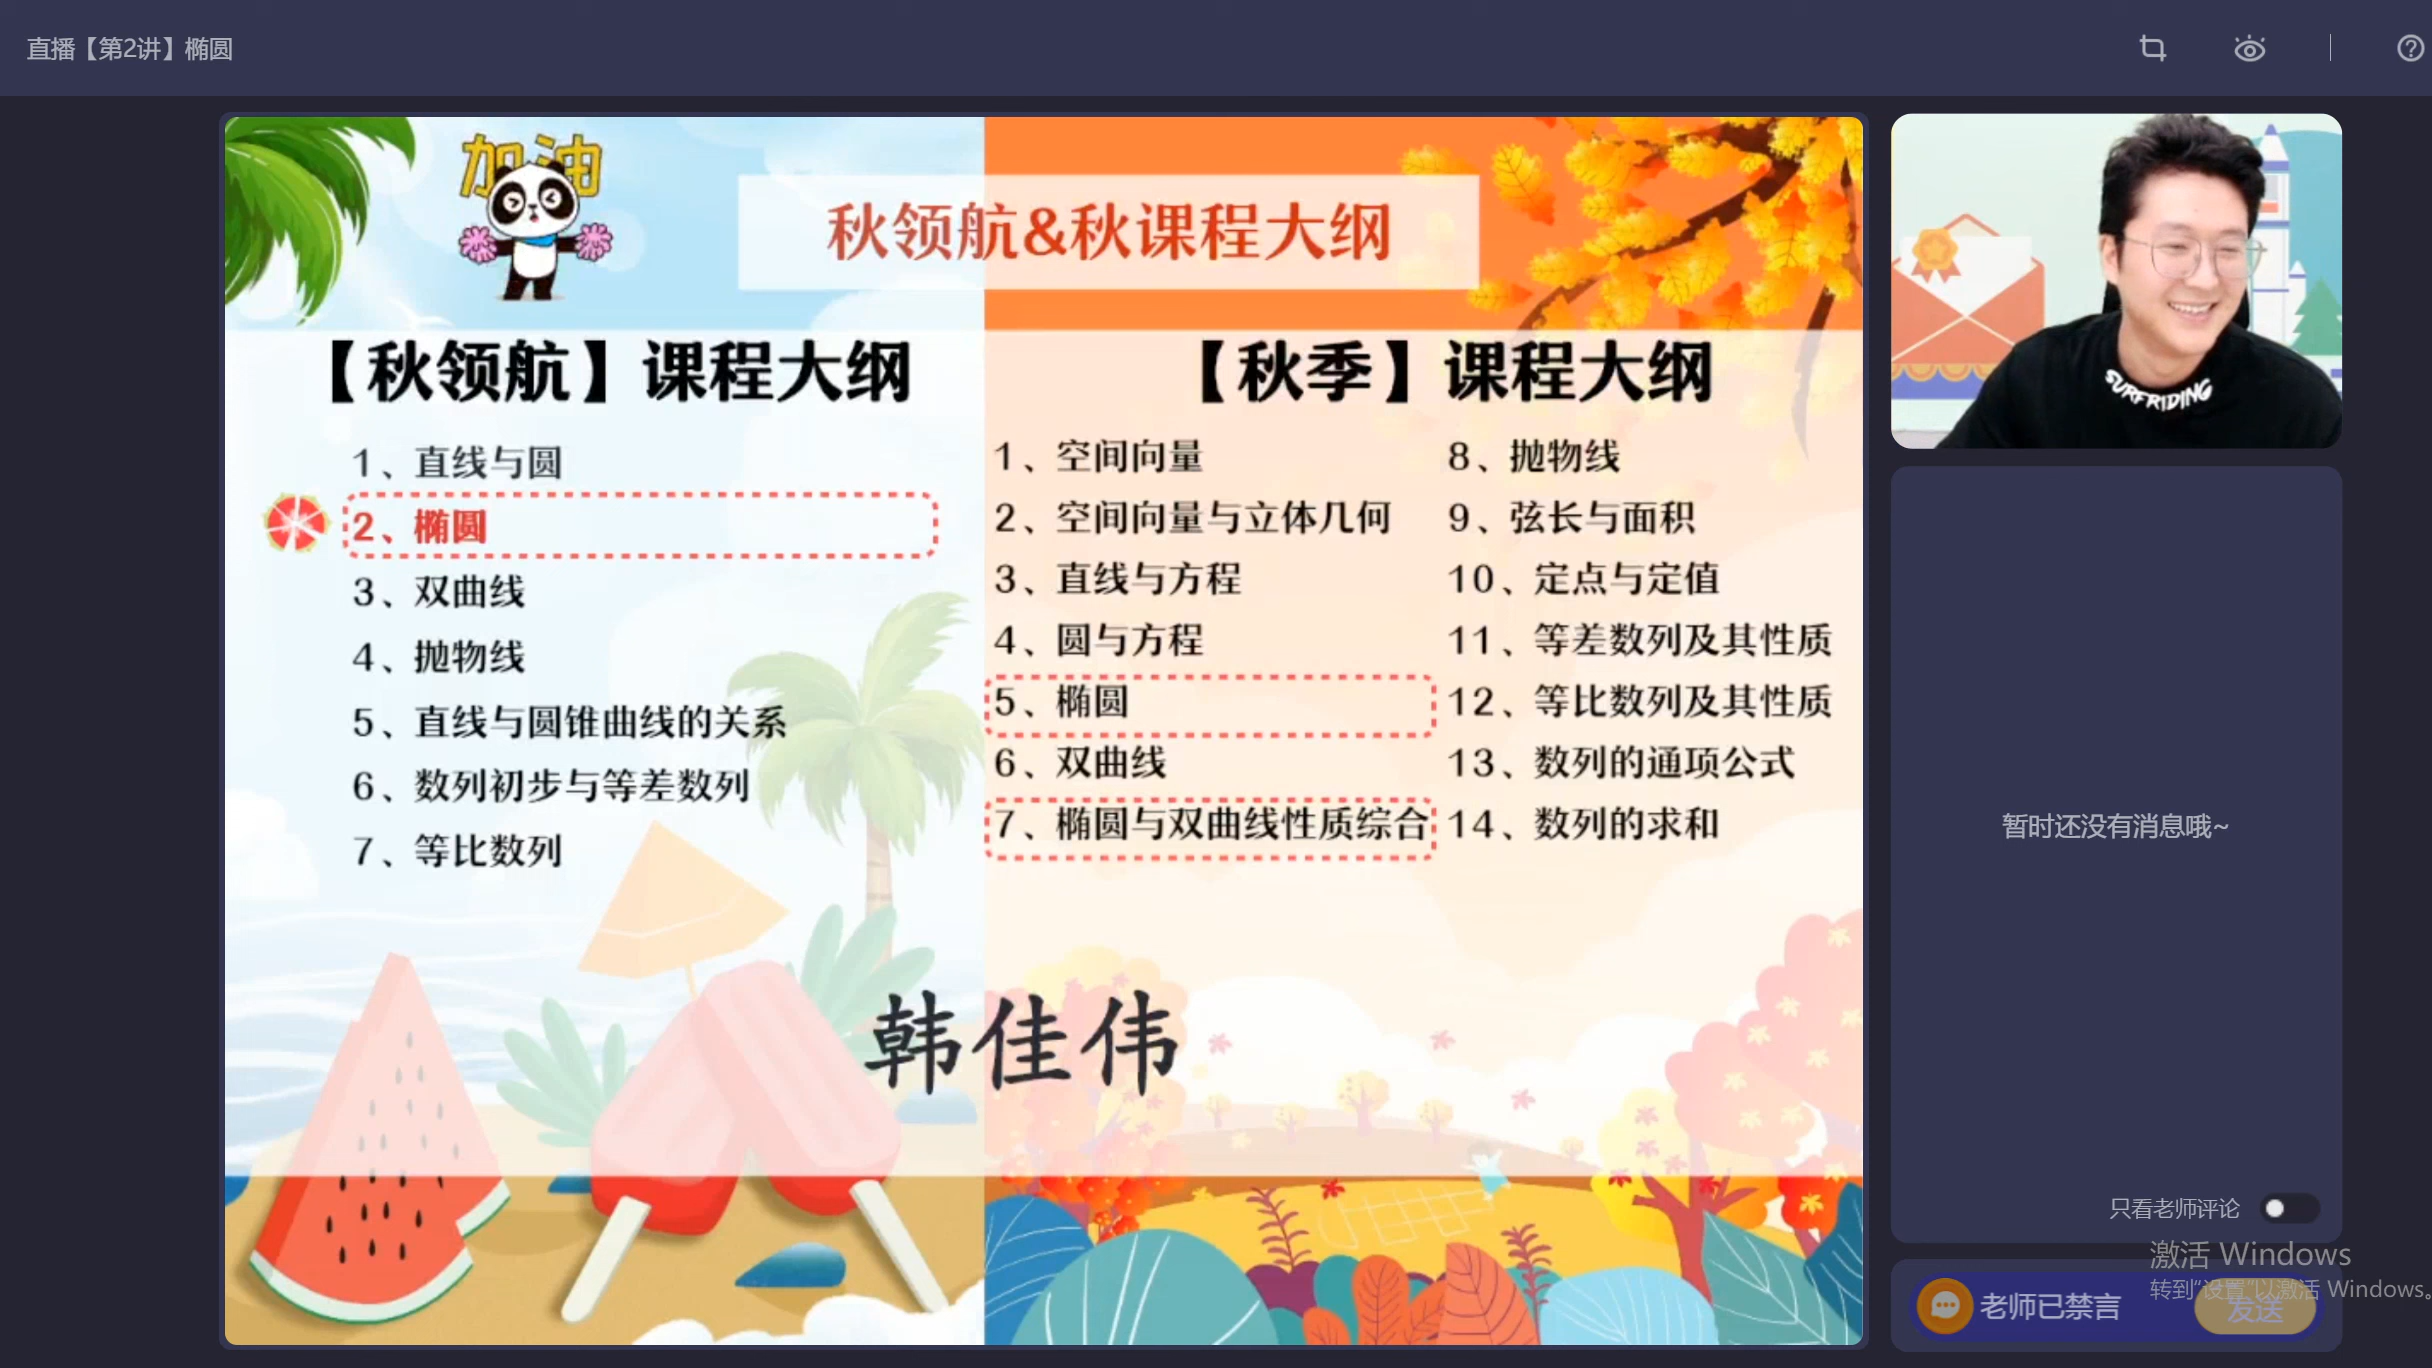 直播【第2讲】椭圆
加油
秋领航&秋课程大纲
【秋领航】课程大纲
1、直线与圆
2、椭圆
3、双曲线
4、抛物线
5、直线与圆锥曲线的关系
6、数列初步与等差数列
7、等比数列
【秋季】课程大纲
1、空间向量
2、空间向量与立体几何
3、直线与方程
4、圆与方程
5、椭圆
6、双曲线
7、椭圆与双曲线性质综合
8、抛物线
9、弦长与面积
10、定点与定值
11、等差数列及其性质
12、等比数列及其性质
13、数列的通项公式
14、数列的求和
韩佳伟
SURFRIDING
暂时还没有消息哦~
只看老师评论
激活 Windows
转到“设置”以激活 Windows。
老师已禁言
发送